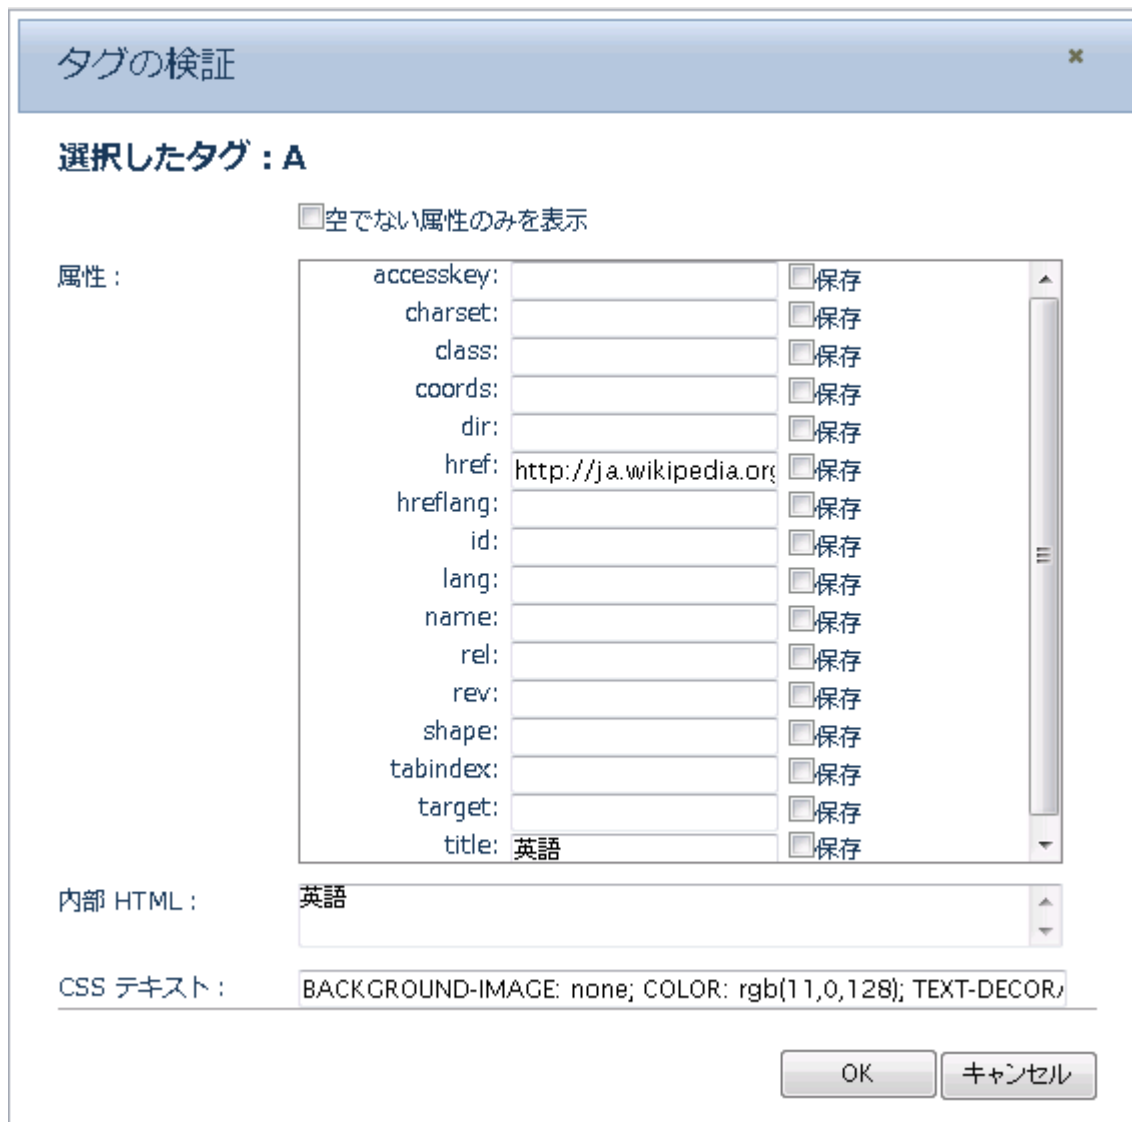 タグの検証
選択したタグ : A
空でない属性のみを表示
属性 :
accesskey: 保存
charset: 保存
class: 保存
coords: 保存
dir: 保存
href: http://ja.wikipedia.org 保存
hreflang: 保存
id: 保存
lang: 保存
name: 保存
rel: 保存
rev: 保存
shape: 保存
tabindex: 保存
target: 保存
title: 英語 保存
内部 HTML : 英語
CSS テキスト : BACKGROUND-IMAGE: none; COLOR: rgb(11,0,128); TEXT-DECORA
OK キャンセル